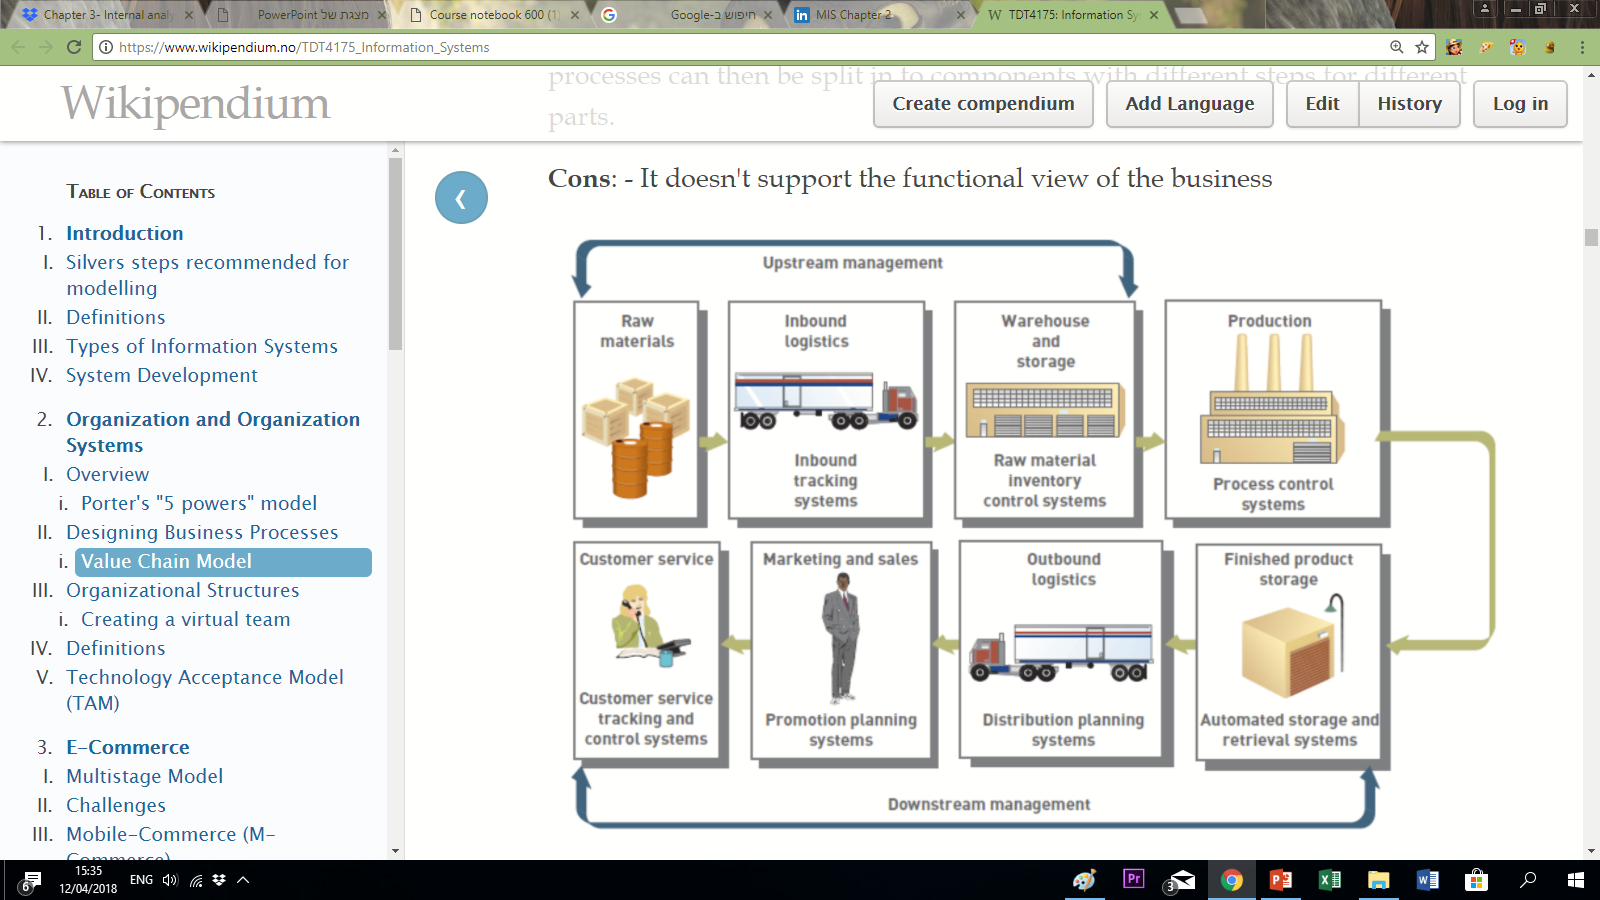 Chapter 3- Internal analy
מצגת של PowerPoint
Course notebook 600 (1)
חיפוש ב-Google
MIS Chapter 2
TDT4175: Information Sy
https://www.wikipendium.no/TDT4175_Information_Systems
Wikipendium
processes can then be split in to components with different steps for different
parts.
Create compendium
Add Language
Edit
History
Log in
Table of Contents
1. Introduction
I. Silvers steps recommended for
modelling
II. Definitions
III. Types of Information Systems
IV. System Development
2. Organization and Organization
Systems
I. Overview
i. Porter's "5 powers" model
II. Designing Business Processes
i. Value Chain Model
III. Organizational Structures
i. Creating a virtual team
IV. Definitions
V. Technology Acceptance Model
(TAM)
3. E-Commerce
I. Multistage Model
II. Challenges
III. Mobile-Commerce (M-
Commerce)
Cons: - It doesn't support the functional view of the business
Upstream management
Raw
materials
Inbound
logistics
Inbound
tracking
systems
Warehouse
and
storage
Raw material
inventory
control systems
Production
Process control
systems
Customer service
Customer service
tracking and
control systems
Marketing and sales
Promotion planning
systems
Outbound
logistics
Distribution planning
systems
Finished product
storage
Automated storage and
retrieval systems
Downstream management
6
15:35
12/04/2018
ENG
Pr
3